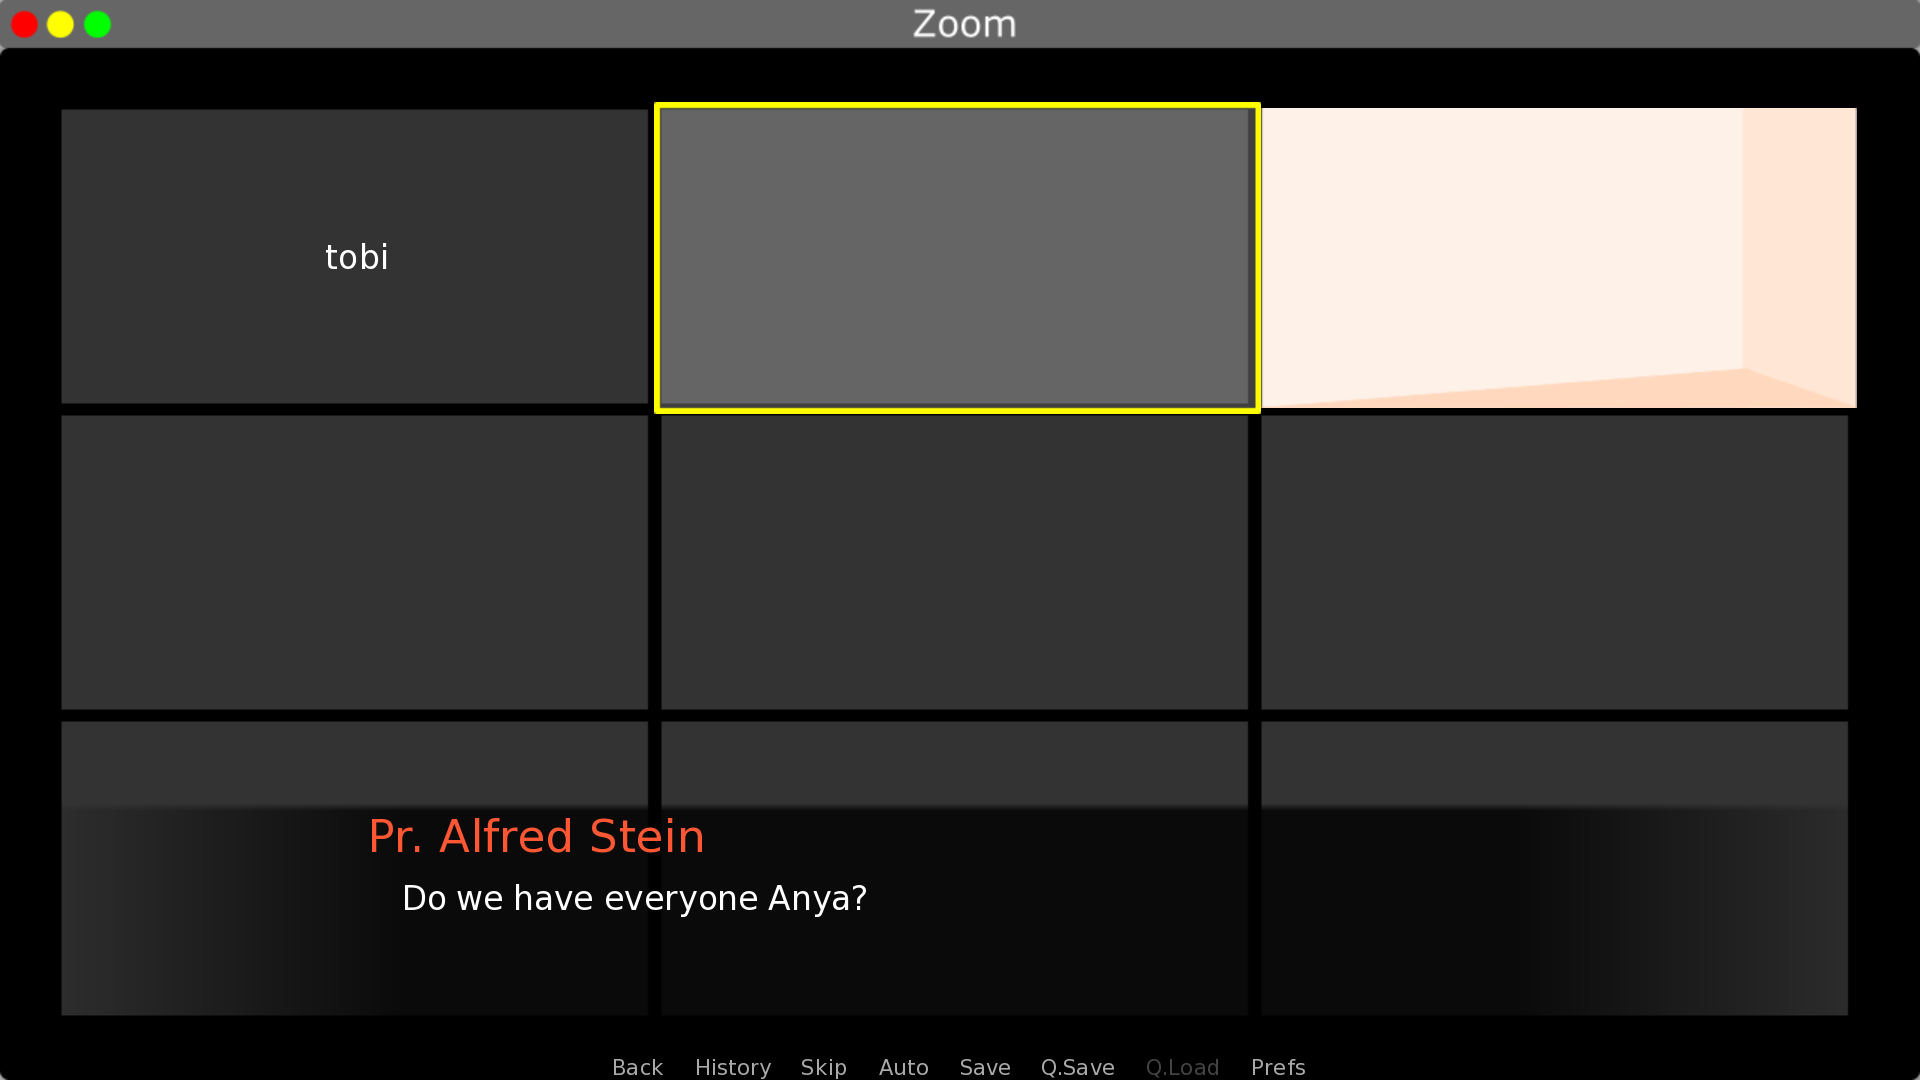 Zoom
tobi
Pr. Alfred Stein
Do we have everyone Anya?
Back History Skip Auto Save Q.Save Q.Load Prefs